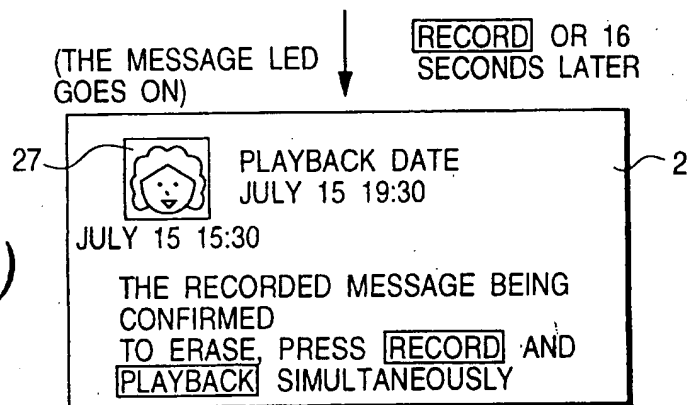 (THE MESSAGE LED
GOES ON)
RECORD OR 16
SECONDS LATER
27
PLAYBACK DATE
JULY 15 19:30
2
JULY 15 15:30
)
THE RECORDED MESSAGE BEING
CONFIRMED
TO ERASE, PRESS RECORD AND
PLAYBACK SIMULTANEOUSLY